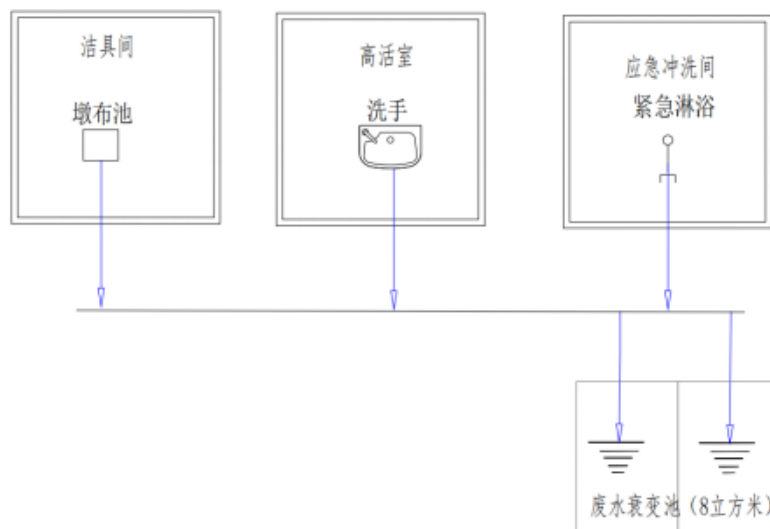 洁具间
墩布池
高活室
洗手
应急冲洗间
紧急淋浴
废水衰变池（8立方米）